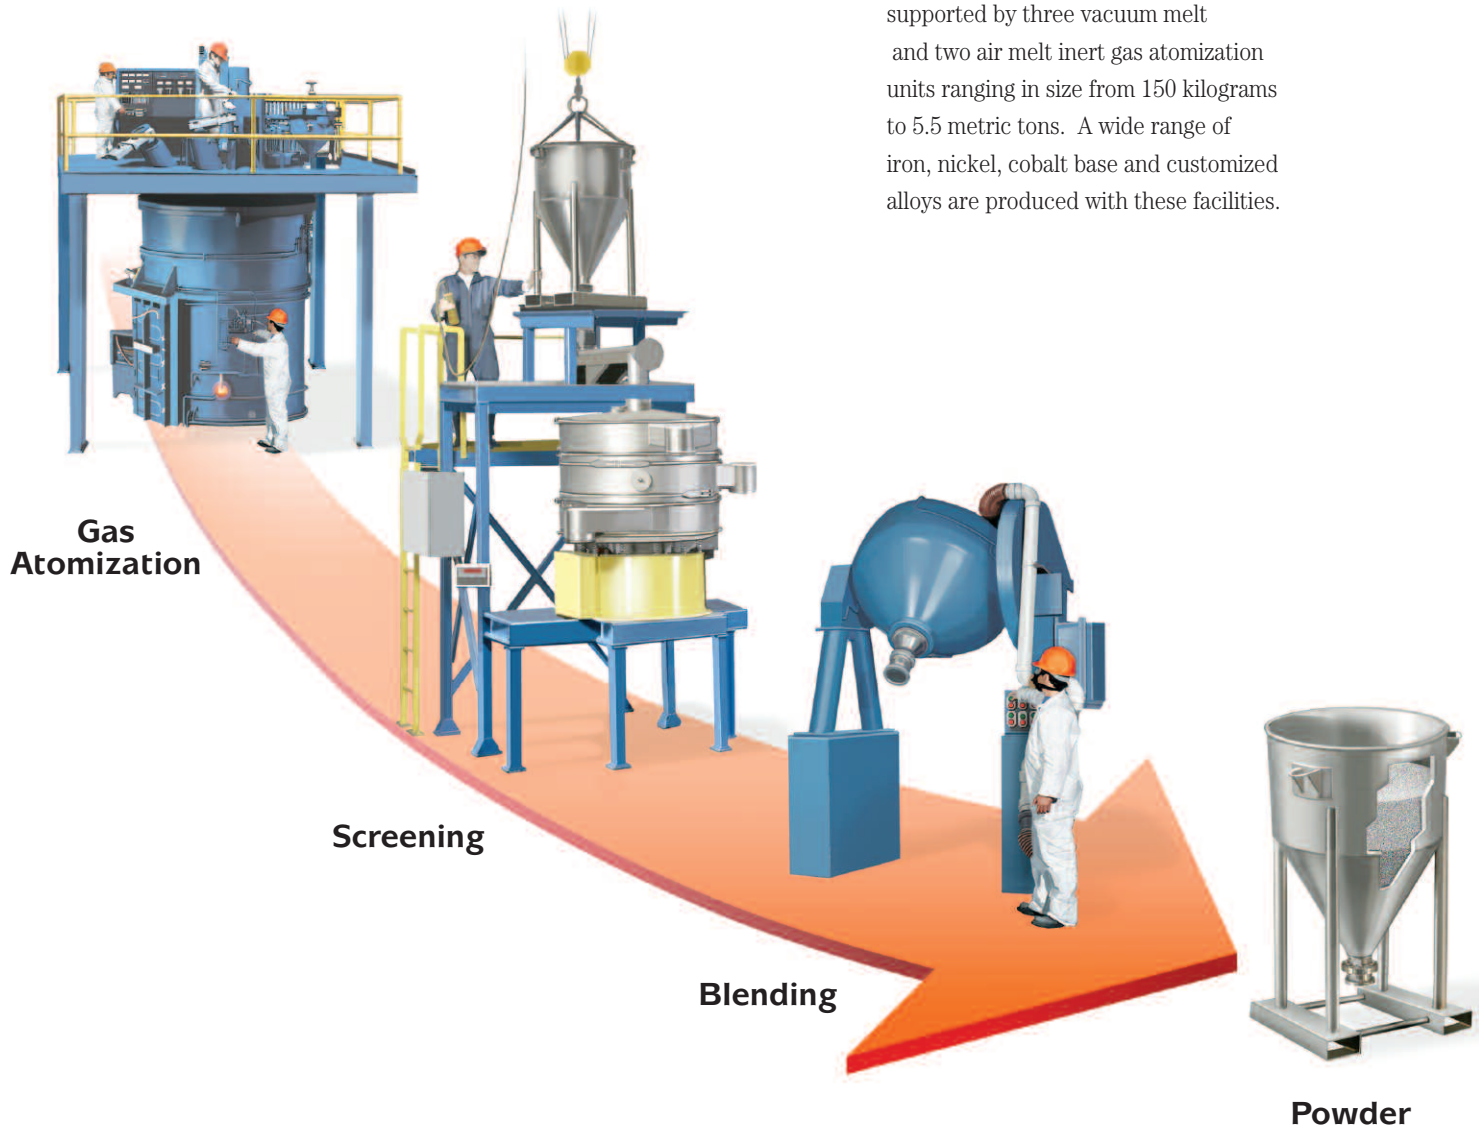 supported by three vacuum melt
and two air melt inert gas atomization
units ranging in size from 150 kilograms
to 5.5 metric tons. A wide range of
iron, nickel, cobalt base and customized
alloys are produced with these facilities.
Gas
Atomization
Screening
Blending
Powder